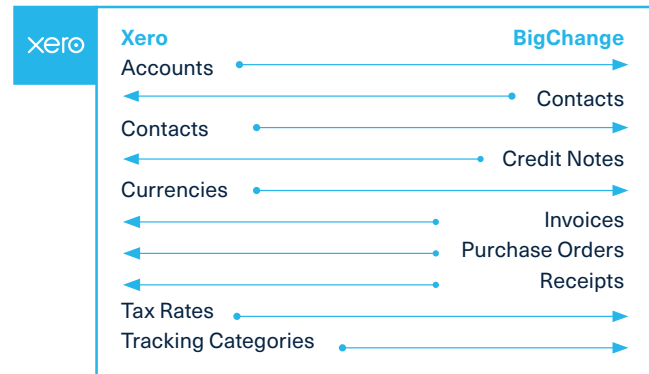 xero
Xero BigChange
Accounts
Contacts
Contacts
Credit Notes
Currencies
Invoices
Purchase Orders
Receipts
Tax Rates
Tracking Categories